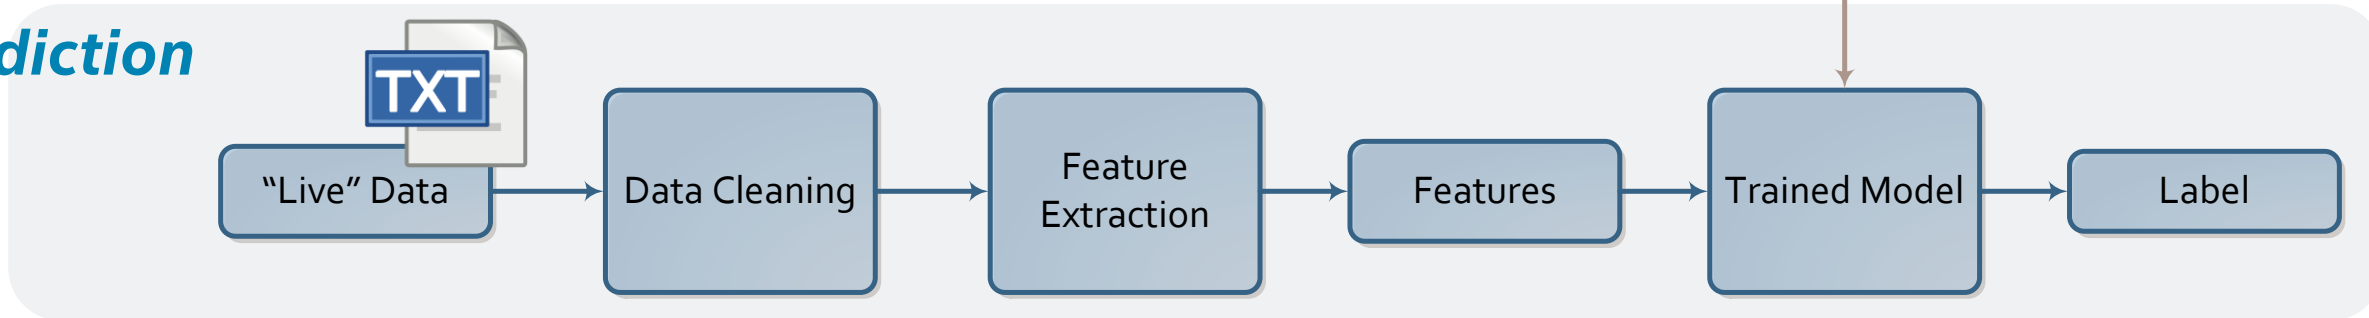 diction
TXT
“Live” Data
Data Cleaning
Feature
Extraction
Features
Trained Model
Label